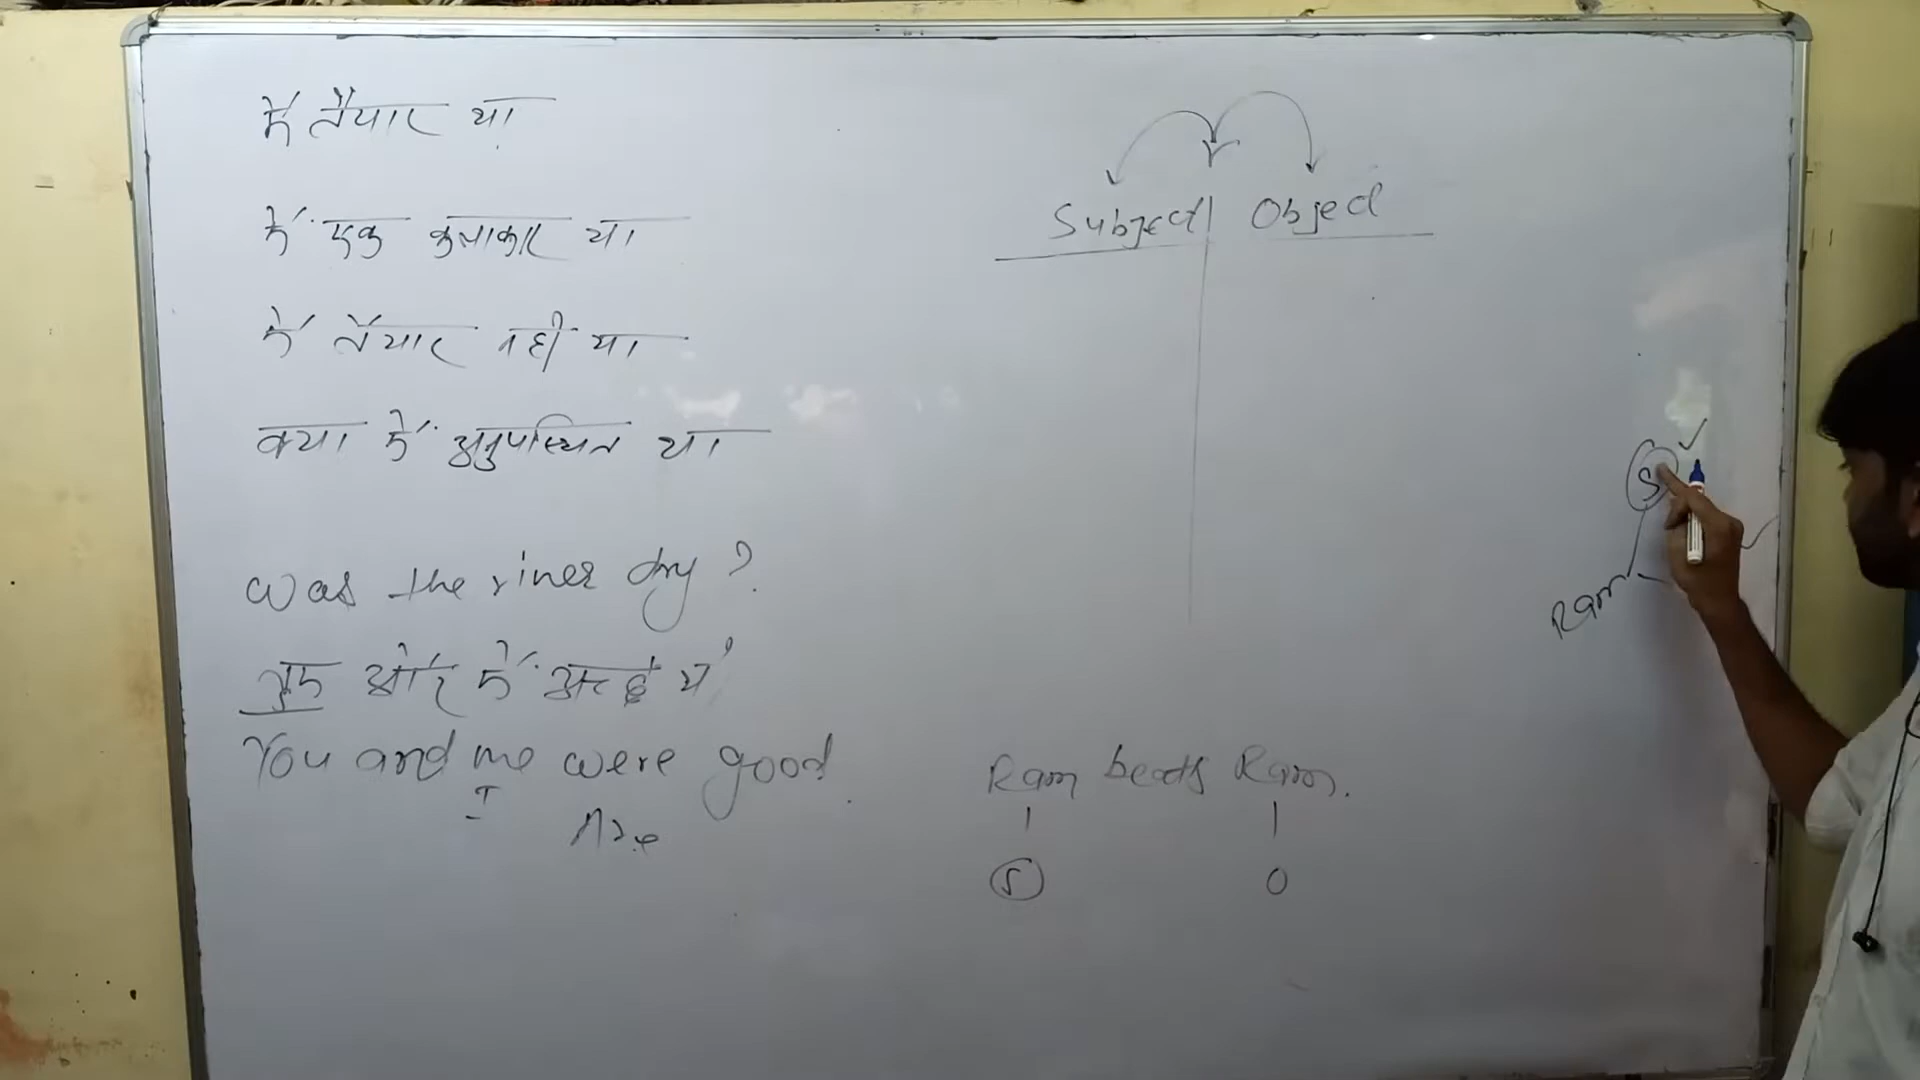 मैं तैयार था
मैं एक कलाकार था
मैं तैयार नहीं था
क्या मैं अनुपस्थित था
Was the river dry ?
तुम और मैं अच्छे थे
You and me were good.
I
Are
V
Subject Object
S
Ram
Ram beats Ram.
S O